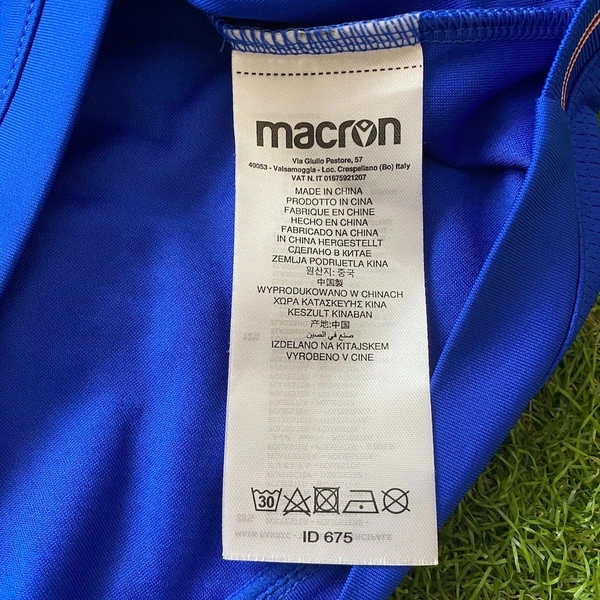 macron
Via Giulio Pastore, 57
40053 - Valsamoggia - Loc. Crespellano (Bo) Italy
VAT N. IT 01675921207
MADE IN CHINA
PRODOTTO IN CINA
FABRIQUE EN CHINE
HECHO EN CHINA
FABRICADO NA CHINA
IN CHINA HERGESTELLT
СДЕЛАНО В КИТАЕ
ZEMLJA PODRIJETLA KINA
원산지: 중국
中国製
WYPRODUKOWANO W CHINACH
ΧΩΡΑ ΚΑΤΑΣΚΕΥΗΣ ΚΙΝΑ
KESZULT KINABAN
产地:中国
صنع في الصين
IZDELANO NA KITAJSKEM
VYROBENO V CINE
30
ID 675